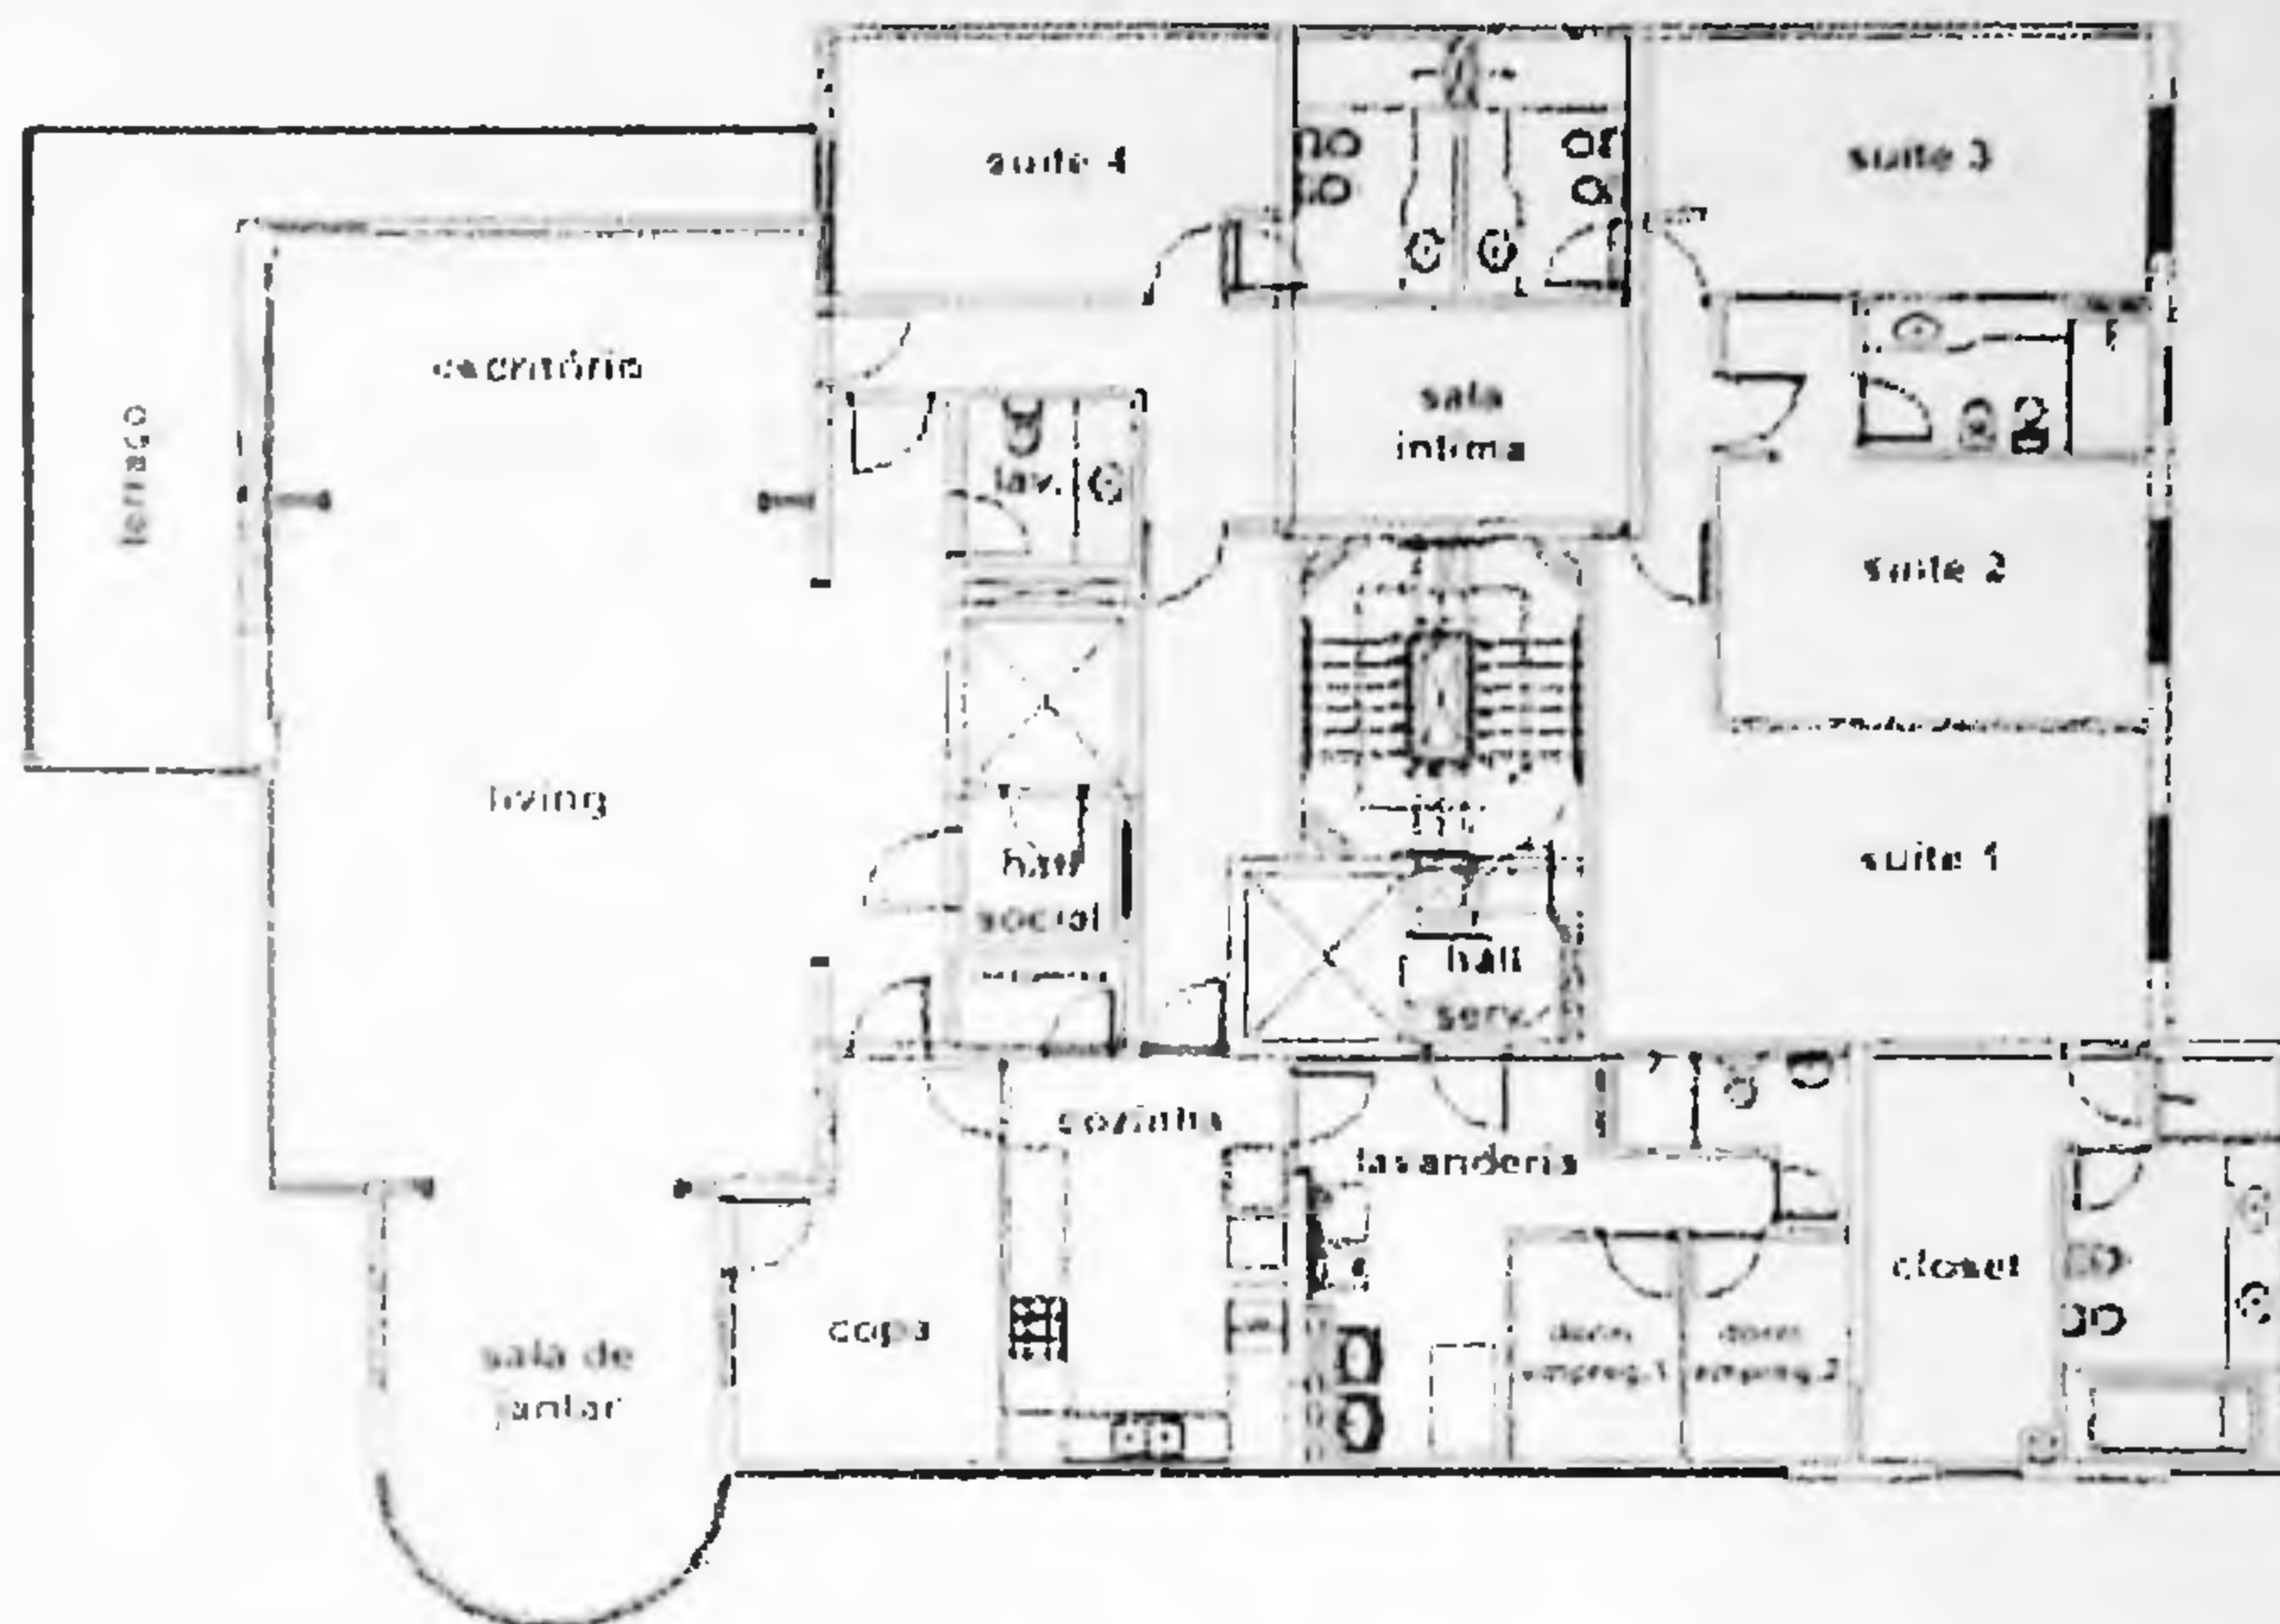 suite 4
suite 3
escritório
terraço
sala
íntima
lav.
suite 2
living
hall
social
suite 1
hall
serv.
cozinha
lavanderia
closet
copa
dorm.
empreg.1
dorm.
empreg.2
sala de
jantar